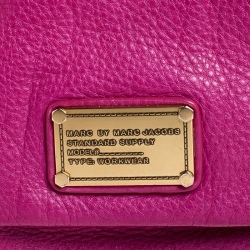 MARC BY MARC JACOBS
STANDARD SUPPLY
MODEL#
TYPE: WORKWEAR